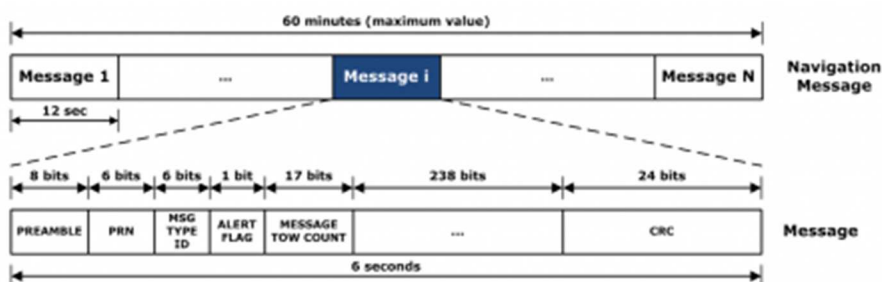 60 minutes (maximum value)
Message 1
...
Message i
...
Message N
Navigation
Message
12 sec
8 bits
6 bits
6 bits
1 bit
17 bits
238 bits
24 bits
PREAMBLE
PRN
MSG
TYPE
ID
ALERT
FLAG
MESSAGE
TOW COUNT
...
CRC
Message
6 seconds